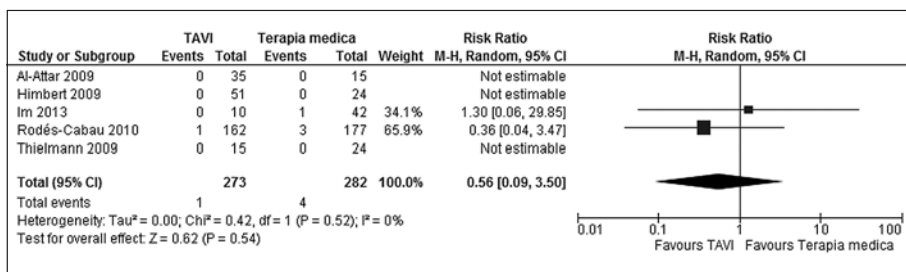 TAVI Terapia medica Risk Ratio Risk Ratio
Study or Subgroup Events Total Events Total Weight M-H, Random, 95% CI M-H, Random, 95% CI
Al-Attar 2009 0 35 0 15 Not estimable
Himbert 2009 0 51 0 24 Not estimable
Im 2013 0 10 1 42 34.1% 1.30 [0.06, 29.85]
Rodés-Cabau 2010 1 162 3 177 65.9% 0.36 [0.04, 3.47]
Thielmann 2009 0 15 0 24 Not estimable
Total (95% CI) 273 282 100.0% 0.56 [0.09, 3.50]
Total events 1 4
Heterogeneity: Tau² = 0.00; Chi² = 0.42, df = 1 (P = 0.52); I² = 0%
Test for overall effect: Z = 0.62 (P = 0.54)
0.01 0.1 1 10 100
Favours TAVI Favours Terapia medica